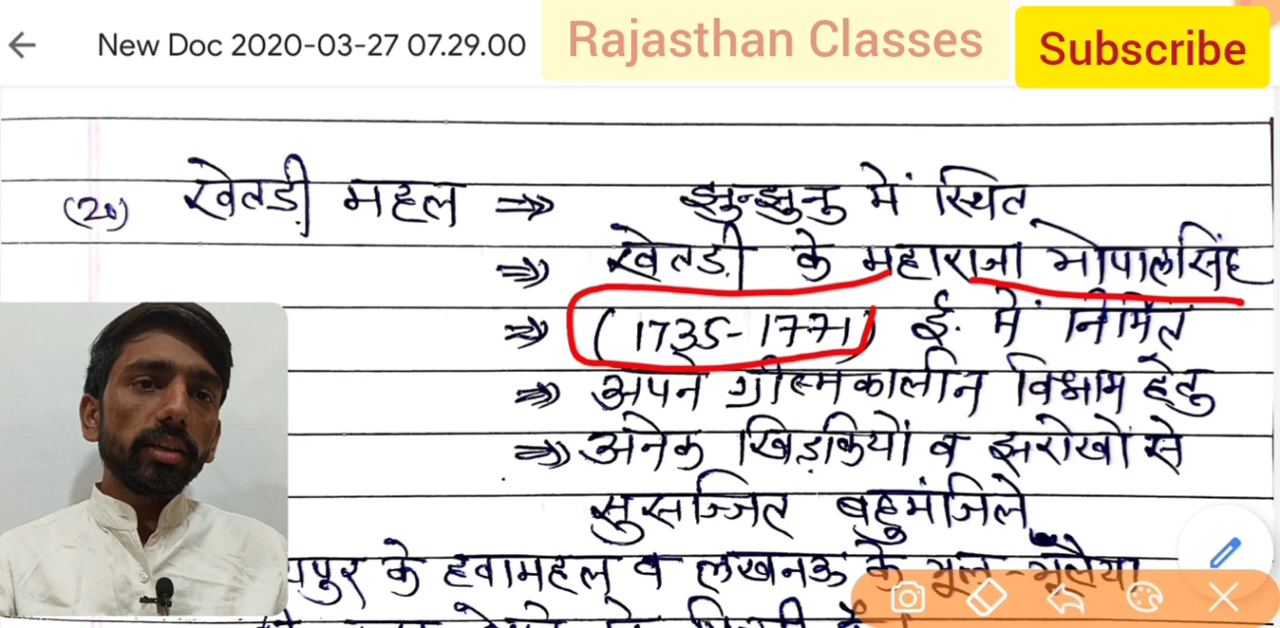 New Doc 2020-03-27 07.29.00
Rajasthan Classes
Subscribe
(20) खेतडी़ महल ⇒ झुन्झुनु में स्थित
⇒ खेतडी़ के महाराजा भोपालसिंह
⇒ (1735-1771) ई. में निर्मित
⇒ अपने ग्रीष्मकालीन विश्राम हेतु
⇒ अनेक खिड़कियों व झरोखों से
सुसज्जित बहुमंजिले
के हवामहल व लखनऊ के भूल-भूलैया